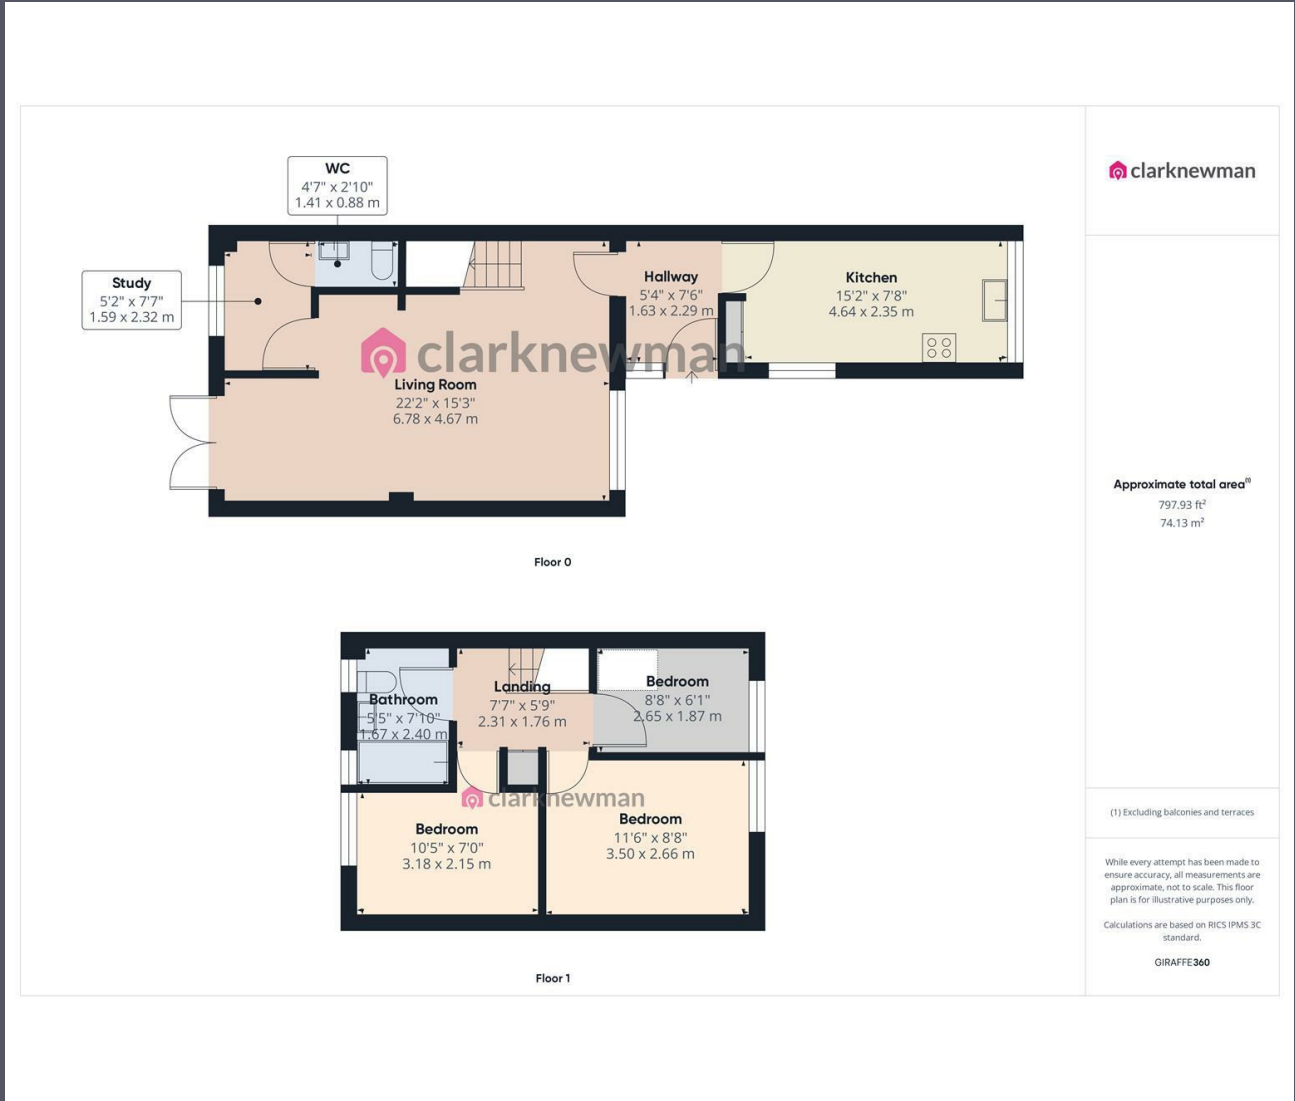 WC
4'7" x 2'10"
1.41 x 0.88 m
Study
5'2" x 7'7"
1.59 x 2.32 m
Hallway
5'4" x 7'6"
1.63 x 2.29 m
Kitchen
15'2" x 7'8"
4.64 x 2.35 m
clarknewman
Living Room
22'2" x 15'3"
6.78 x 4.67 m
Floor 0
Bathroom
5'5" x 7'10"
1.67 x 2.40 m
Landing
7'7" x 5'9"
2.31 x 1.76 m
Bedroom
8'8" x 6'1"
2.65 x 1.87 m
clarknewman
Bedroom
10'5" x 7'0"
3.18 x 2.15 m
Bedroom
11'6" x 8'8"
3.50 x 2.66 m
Floor 1
clarknewman
Approximate total area(1)
797.93 ft²
74.13 m²
(1) Excluding balconies and terraces
While every attempt has been made to
ensure accuracy, all measurements are
approximate, not to scale. This floor
plan is for illustrative purposes only.
Calculations are based on RICS IPMS 3C
standard.
GIRAFFE360